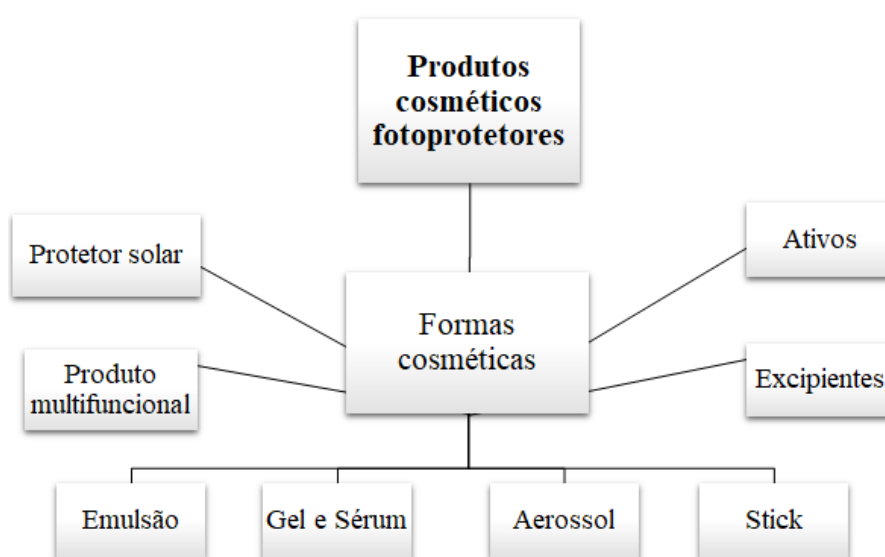 Produtos
cosméticos
fotoprotetores
Protetor solar
Ativos
Formas
cosméticas
Produto
multifuncional
Excipientes
Emulsão
Gel e Sérum
Aerossol
Stick